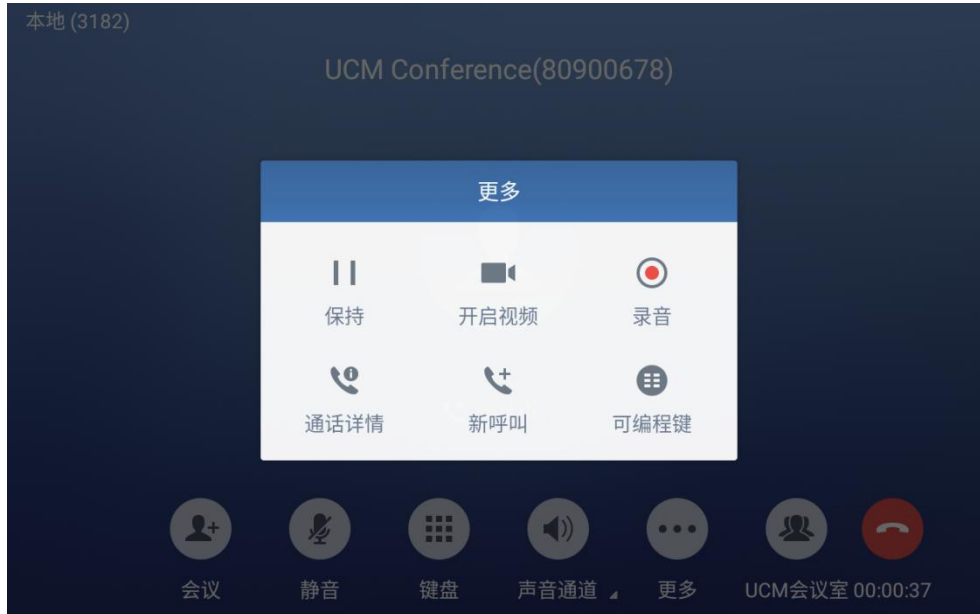 本地 (3182)
UCM Conference(80900678)
更多
保持 开启视频 录音
通话详情 新呼叫 可编程键
会议 静音 键盘 声音通道 更多 UCM会议室 00:00:37